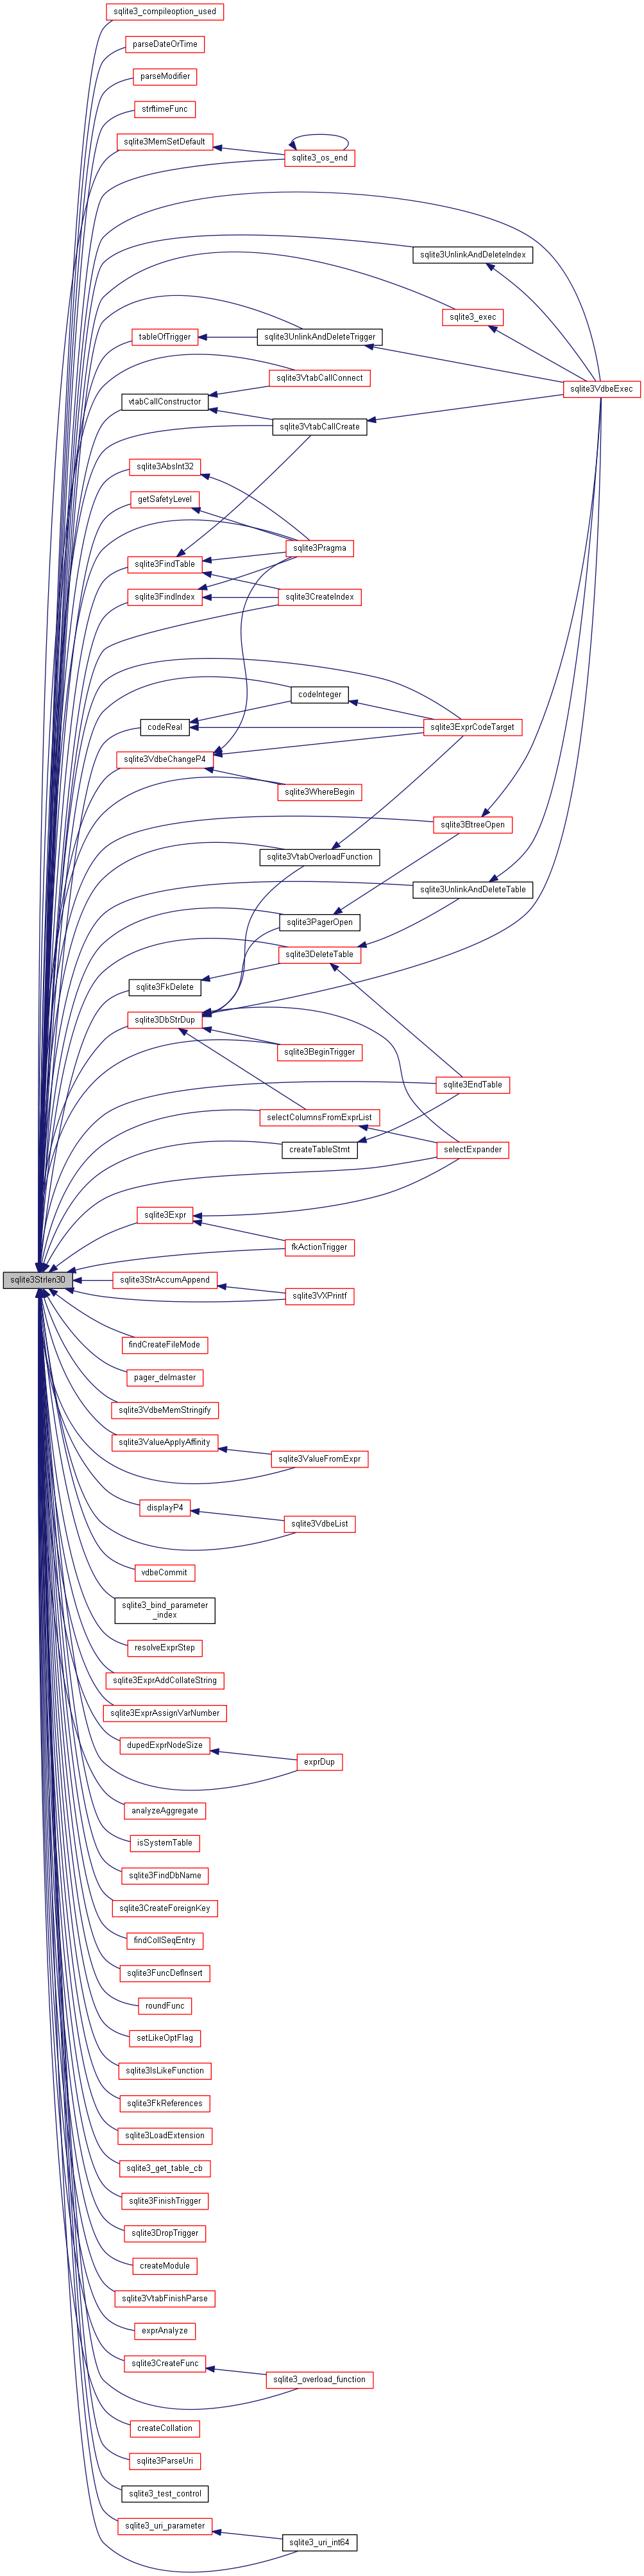 sqlite3_compileoption_used
parseDateOrTime
parseModifier
strftimeFunc
sqlite3MemSetDefault
sqlite3_os_end
sqlite3UnlinkAndDeleteIndex
sqlite3_exec
tableOfTrigger
sqlite3UnlinkAndDeleteTrigger
sqlite3VtabCallConnect
sqlite3VdbeExec
vtabCallConstructor
sqlite3VtabCallCreate
sqlite3AbsInt32
getSafetyLevel
sqlite3Pragma
sqlite3FindTable
sqlite3FindIndex
sqlite3CreateIndex
codeInteger
codeReal
sqlite3ExprCodeTarget
sqlite3VdbeChangeP4
sqlite3WhereBegin
sqlite3BtreeOpen
sqlite3VtabOverloadFunction
sqlite3UnlinkAndDeleteTable
sqlite3PagerOpen
sqlite3DeleteTable
sqlite3FkDelete
sqlite3DbStrDup
sqlite3BeginTrigger
sqlite3EndTable
selectColumnsFromExprList
createTableStmt
selectExpander
sqlite3Expr
fkActionTrigger
sqlite3Strlen30
sqlite3StrAccumAppend
sqlite3VXPrintf
findCreateFileMode
pager_delmaster
sqlite3VdbeMemStringify
sqlite3ValueApplyAffinity
sqlite3ValueFromExpr
displayP4
sqlite3VdbeList
vdbeCommit
sqlite3_bind_parameter
_index
resolveExprStep
sqlite3ExprAddCollateString
sqlite3ExprAssignVarNumber
dupedExprNodeSize
exprDup
analyzeAggregate
isSystemTable
sqlite3FindDbName
sqlite3CreateForeignKey
findCollSeqEntry
sqlite3FuncDefInsert
roundFunc
setLikeOptFlag
sqlite3IsLikeFunction
sqlite3FkReferences
sqlite3LoadExtension
sqlite3_get_table_cb
sqlite3FinishTrigger
sqlite3DropTrigger
createModule
sqlite3VtabFinishParse
exprAnalyze
sqlite3CreateFunc
sqlite3_overload_function
createCollation
sqlite3ParseUri
sqlite3_test_control
sqlite3_uri_parameter
sqlite3_uri_int64